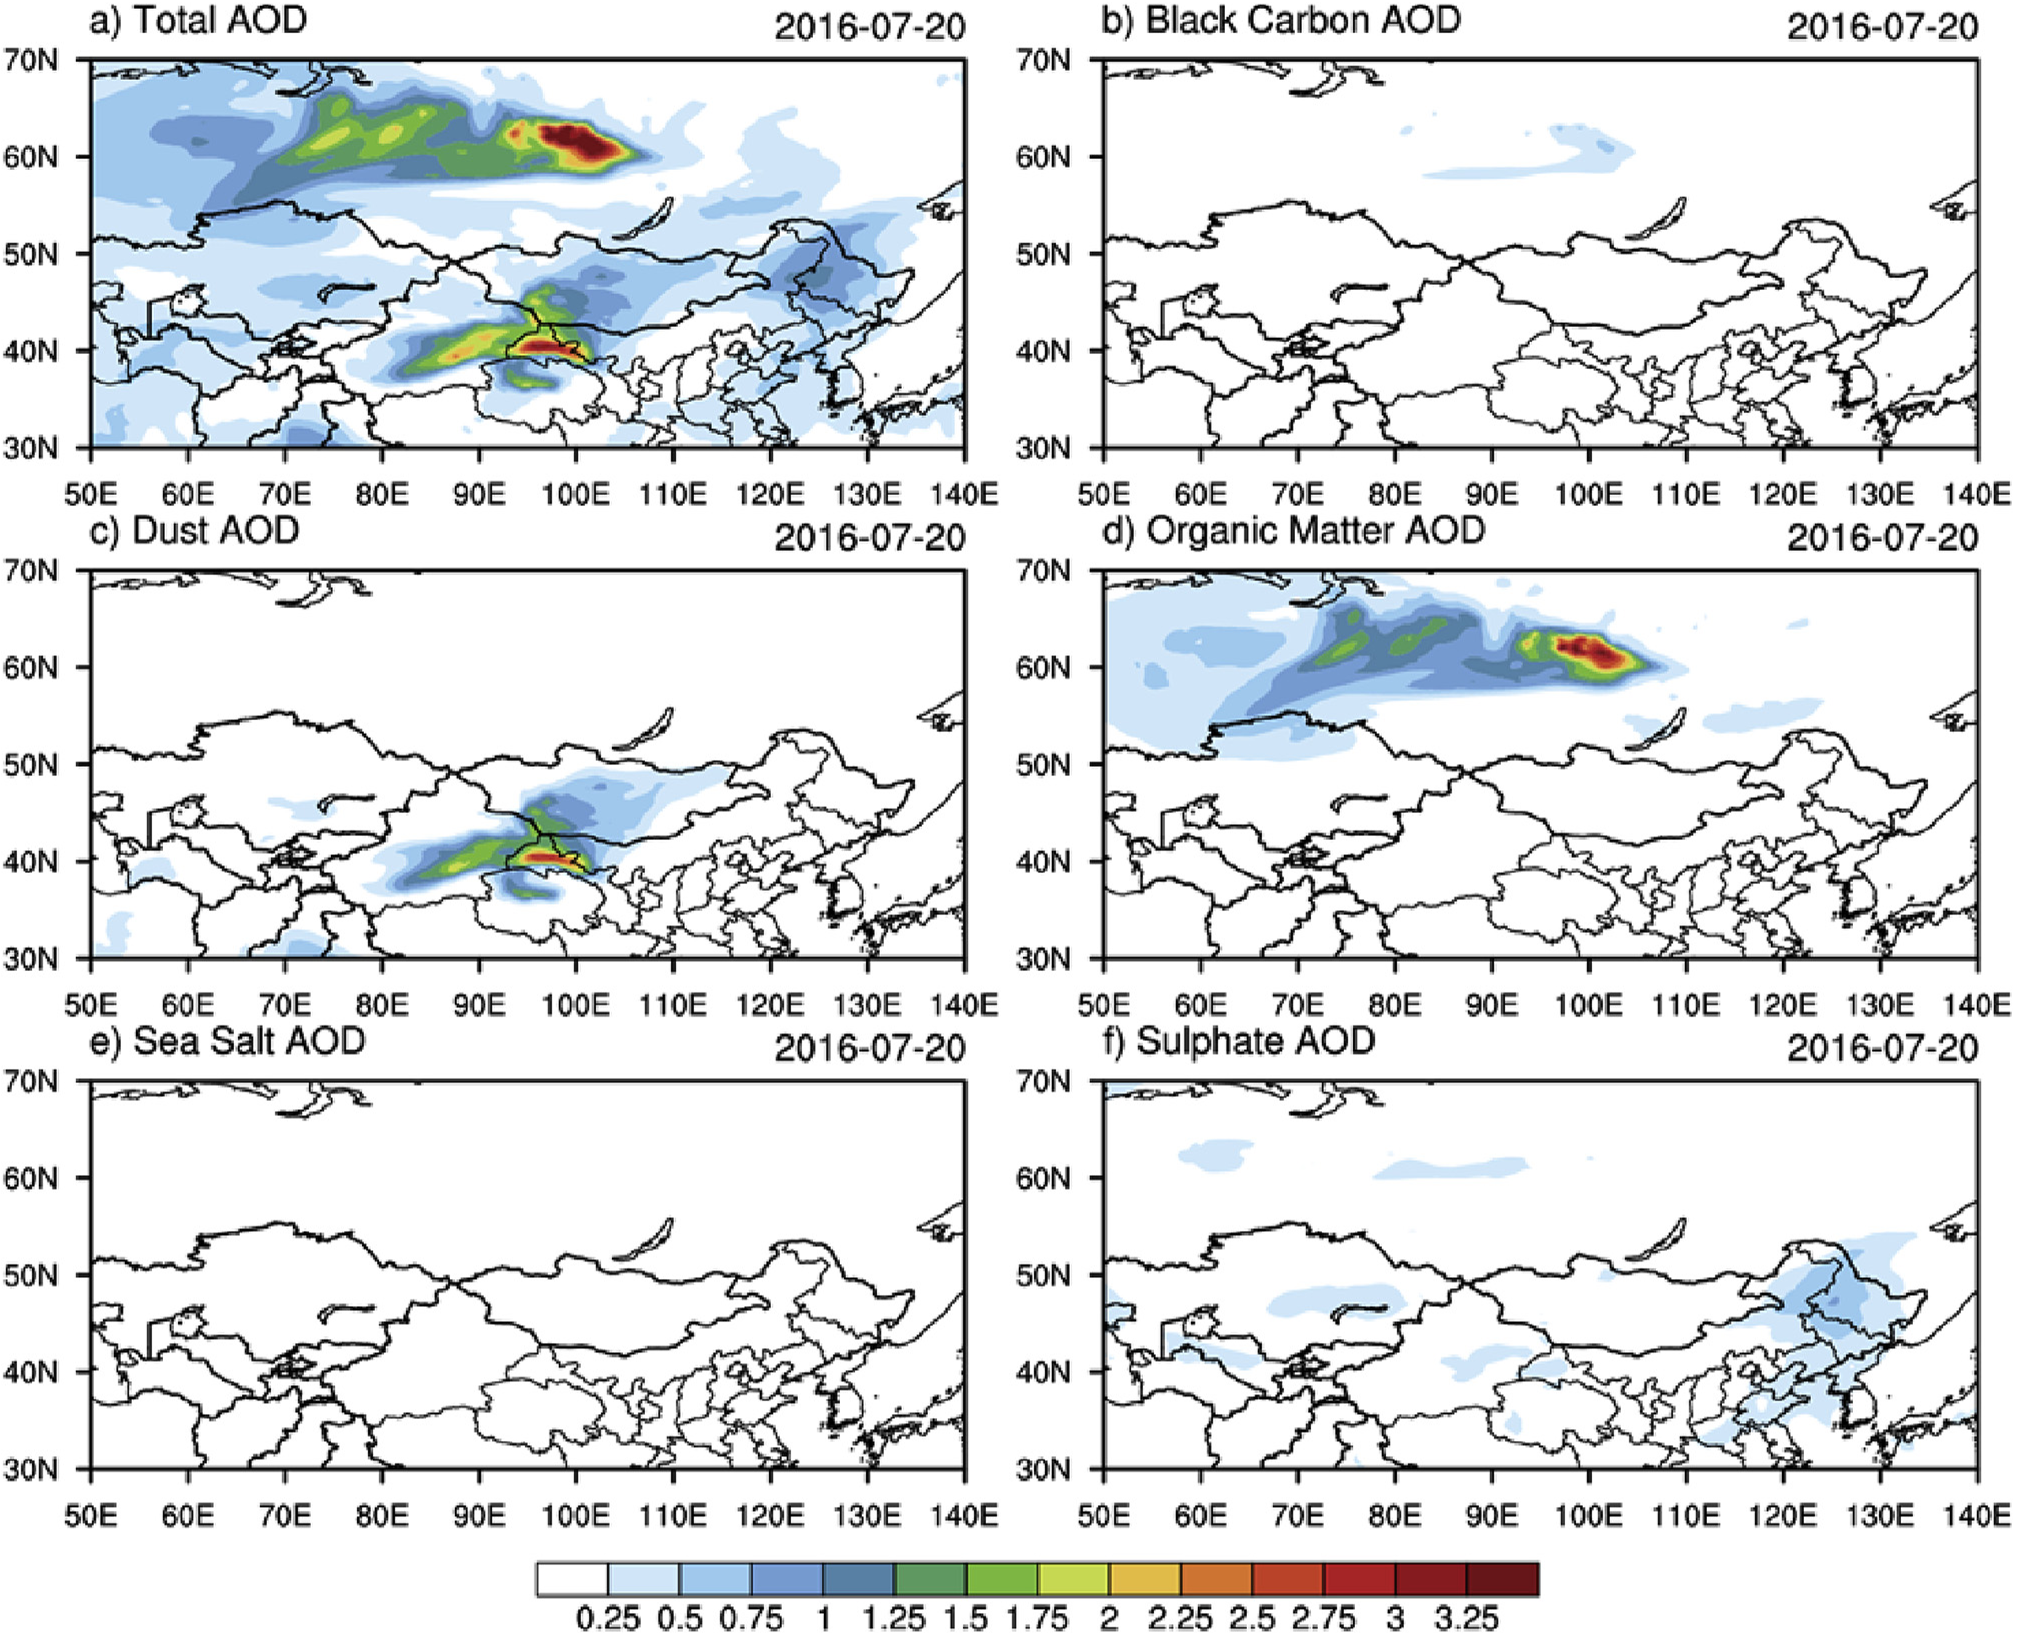 a) Total AOD 2016-07-20
b) Black Carbon AOD 2016-07-20
70N 70N
60N 60N
50N 50N
40N 40N
30N 30N
50E 60E 70E 80E 90E 100E 110E 120E 130E 140E
50E 60E 70E 80E 90E 100E 110E 120E 130E 140E
c) Dust AOD 2016-07-20
d) Organic Matter AOD 2016-07-20
70N 70N
60N 60N
50N 50N
40N 40N
30N 30N
50E 60E 70E 80E 90E 100E 110E 120E 130E 140E
50E 60E 70E 80E 90E 100E 110E 120E 130E 140E
e) Sea Salt AOD 2016-07-20
f) Sulphate AOD 2016-07-20
70N 70N
60N 60N
50N 50N
40N 40N
30N 30N
50E 60E 70E 80E 90E 100E 110E 120E 130E 140E
50E 60E 70E 80E 90E 100E 110E 120E 130E 140E
0.25 0.5 0.75 1 1.25 1.5 1.75 2 2.25 2.5 2.75 3 3.25